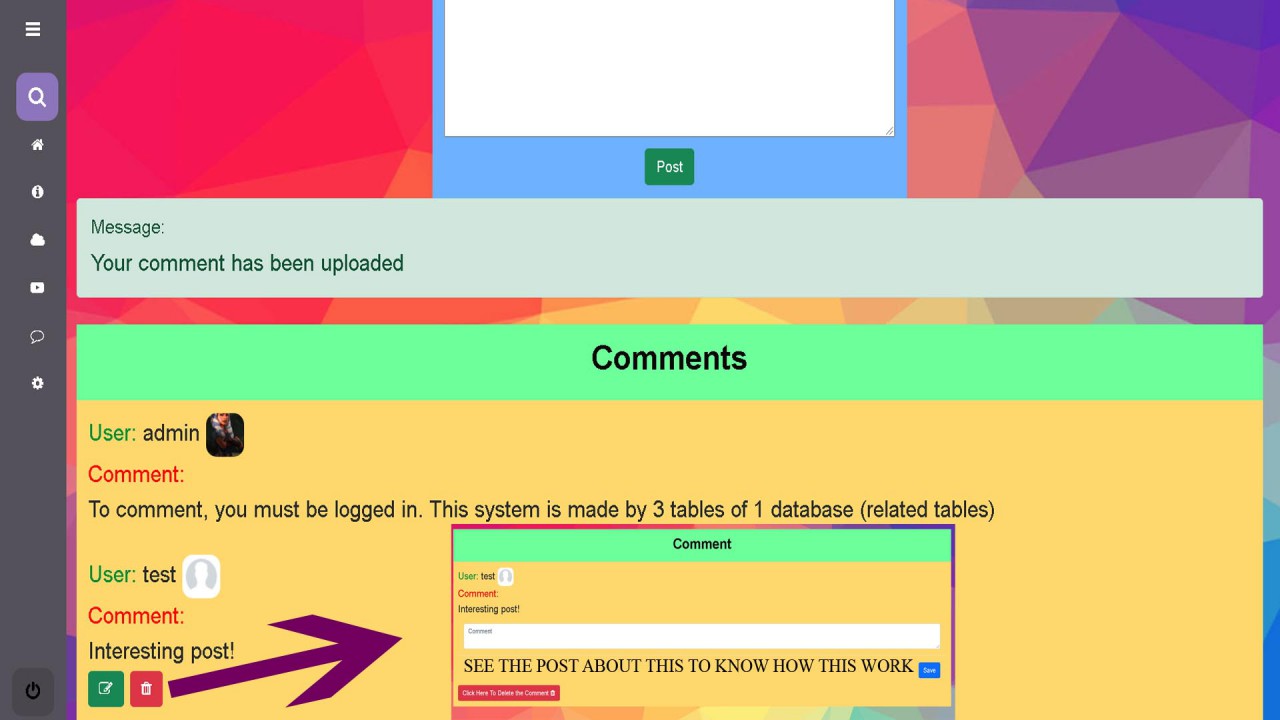 Post
Message:
Your comment has been uploaded
Comments
User: admin
Comment:
To comment, you must be logged in. This system is made by 3 tables of 1 database (related tables)
User: test
Comment:
Interesting post!
Comment
User: test
Comment:
Interesting post!
Comment
SEE THE POST ABOUT THIS TO KNOW HOW THIS WORK
Save
Click Here To Delete the Comment